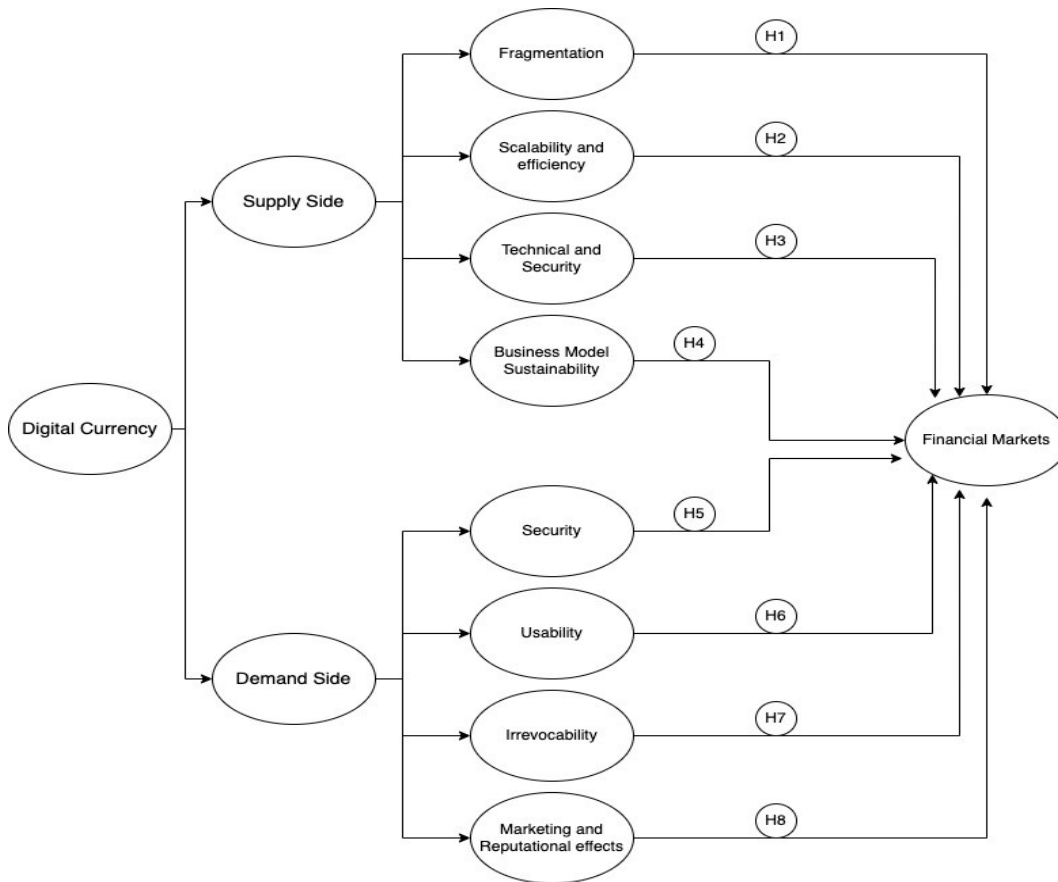 Fragmentation
H1
Scalability and
efficiency
H2
Supply Side
Technical and
Security
H3
Business Model
Sustainability
H4
Digital Currency
Financial Markets
Security
H5
Usability
H6
Demand Side
Irrevocability
H7
Marketing and
Reputational effects
H8